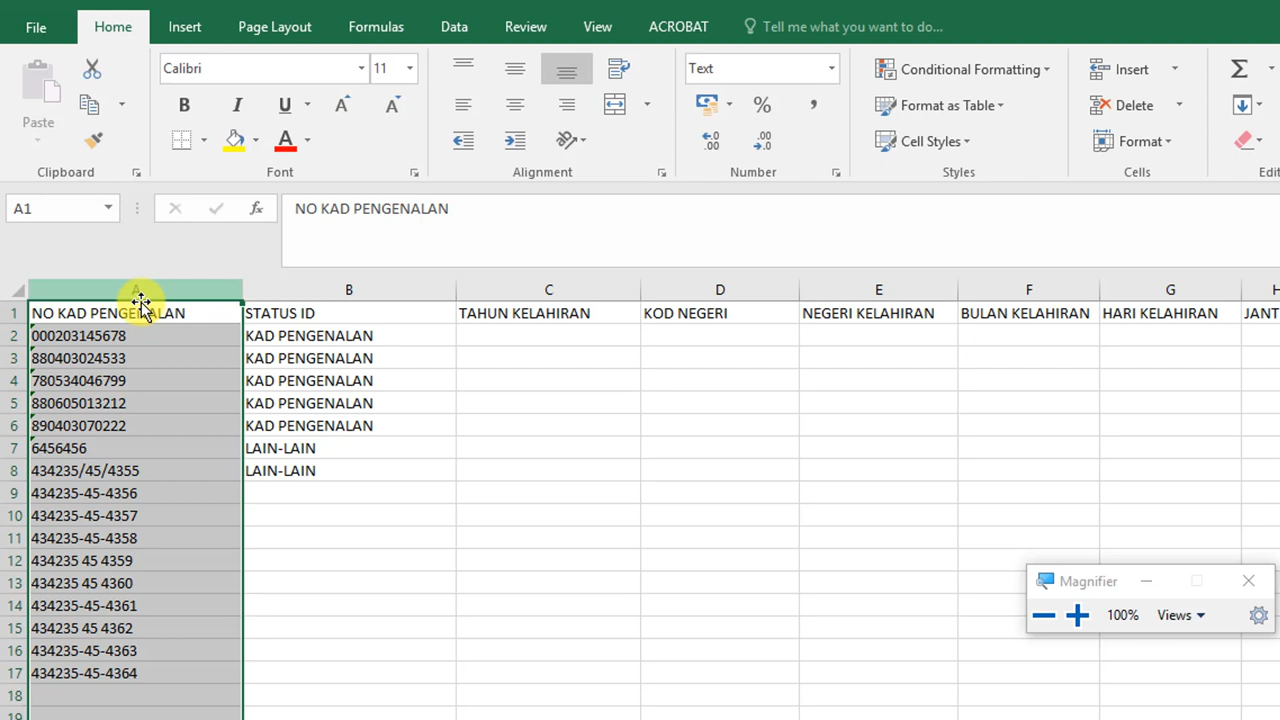 File Home Insert Page Layout Formulas Data Review View ACROBAT Tell me what you want to do...
Calibri 11 Text Conditional Formatting Insert
Paste B I U A A % , Format as Table Delete
Cell Styles Format
Clipboard Font Alignment Number Styles Cells
A1 fx NO KAD PENGENALAN
A B C D E F G H
1 NO KAD PENGENALAN STATUS ID TAHUN KELAHIRAN KOD NEGERI NEGERI KELAHIRAN BULAN KELAHIRAN HARI KELAHIRAN JANT
2 000203145678 KAD PENGENALAN
3 880403024533 KAD PENGENALAN
4 780534046799 KAD PENGENALAN
5 880605013212 KAD PENGENALAN
6 890403070222 KAD PENGENALAN
7 6456456 LAIN-LAIN
8 434235/45/4355 LAIN-LAIN
9 434235-45-4356
10 434235-45-4357
11 434235-45-4358
12 434235 45 4359
13 434235 45 4360
14 434235-45-4361
15 434235 45 4362
16 434235-45-4363
17 434235-45-4364
18
19
Magnifier
100% Views